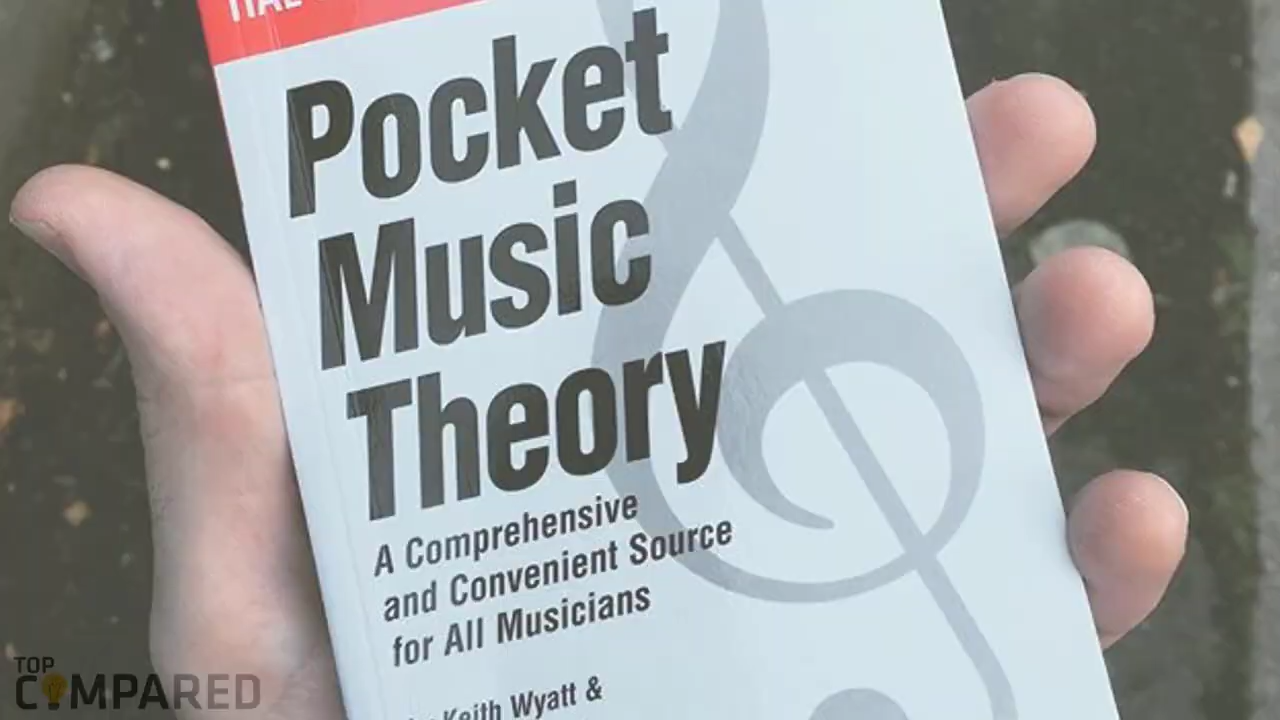 Pocket
Music
Theory
A Comprehensive
and Convenient Source
for All Musicians
Keith Wyatt &
TOP
COMPARED